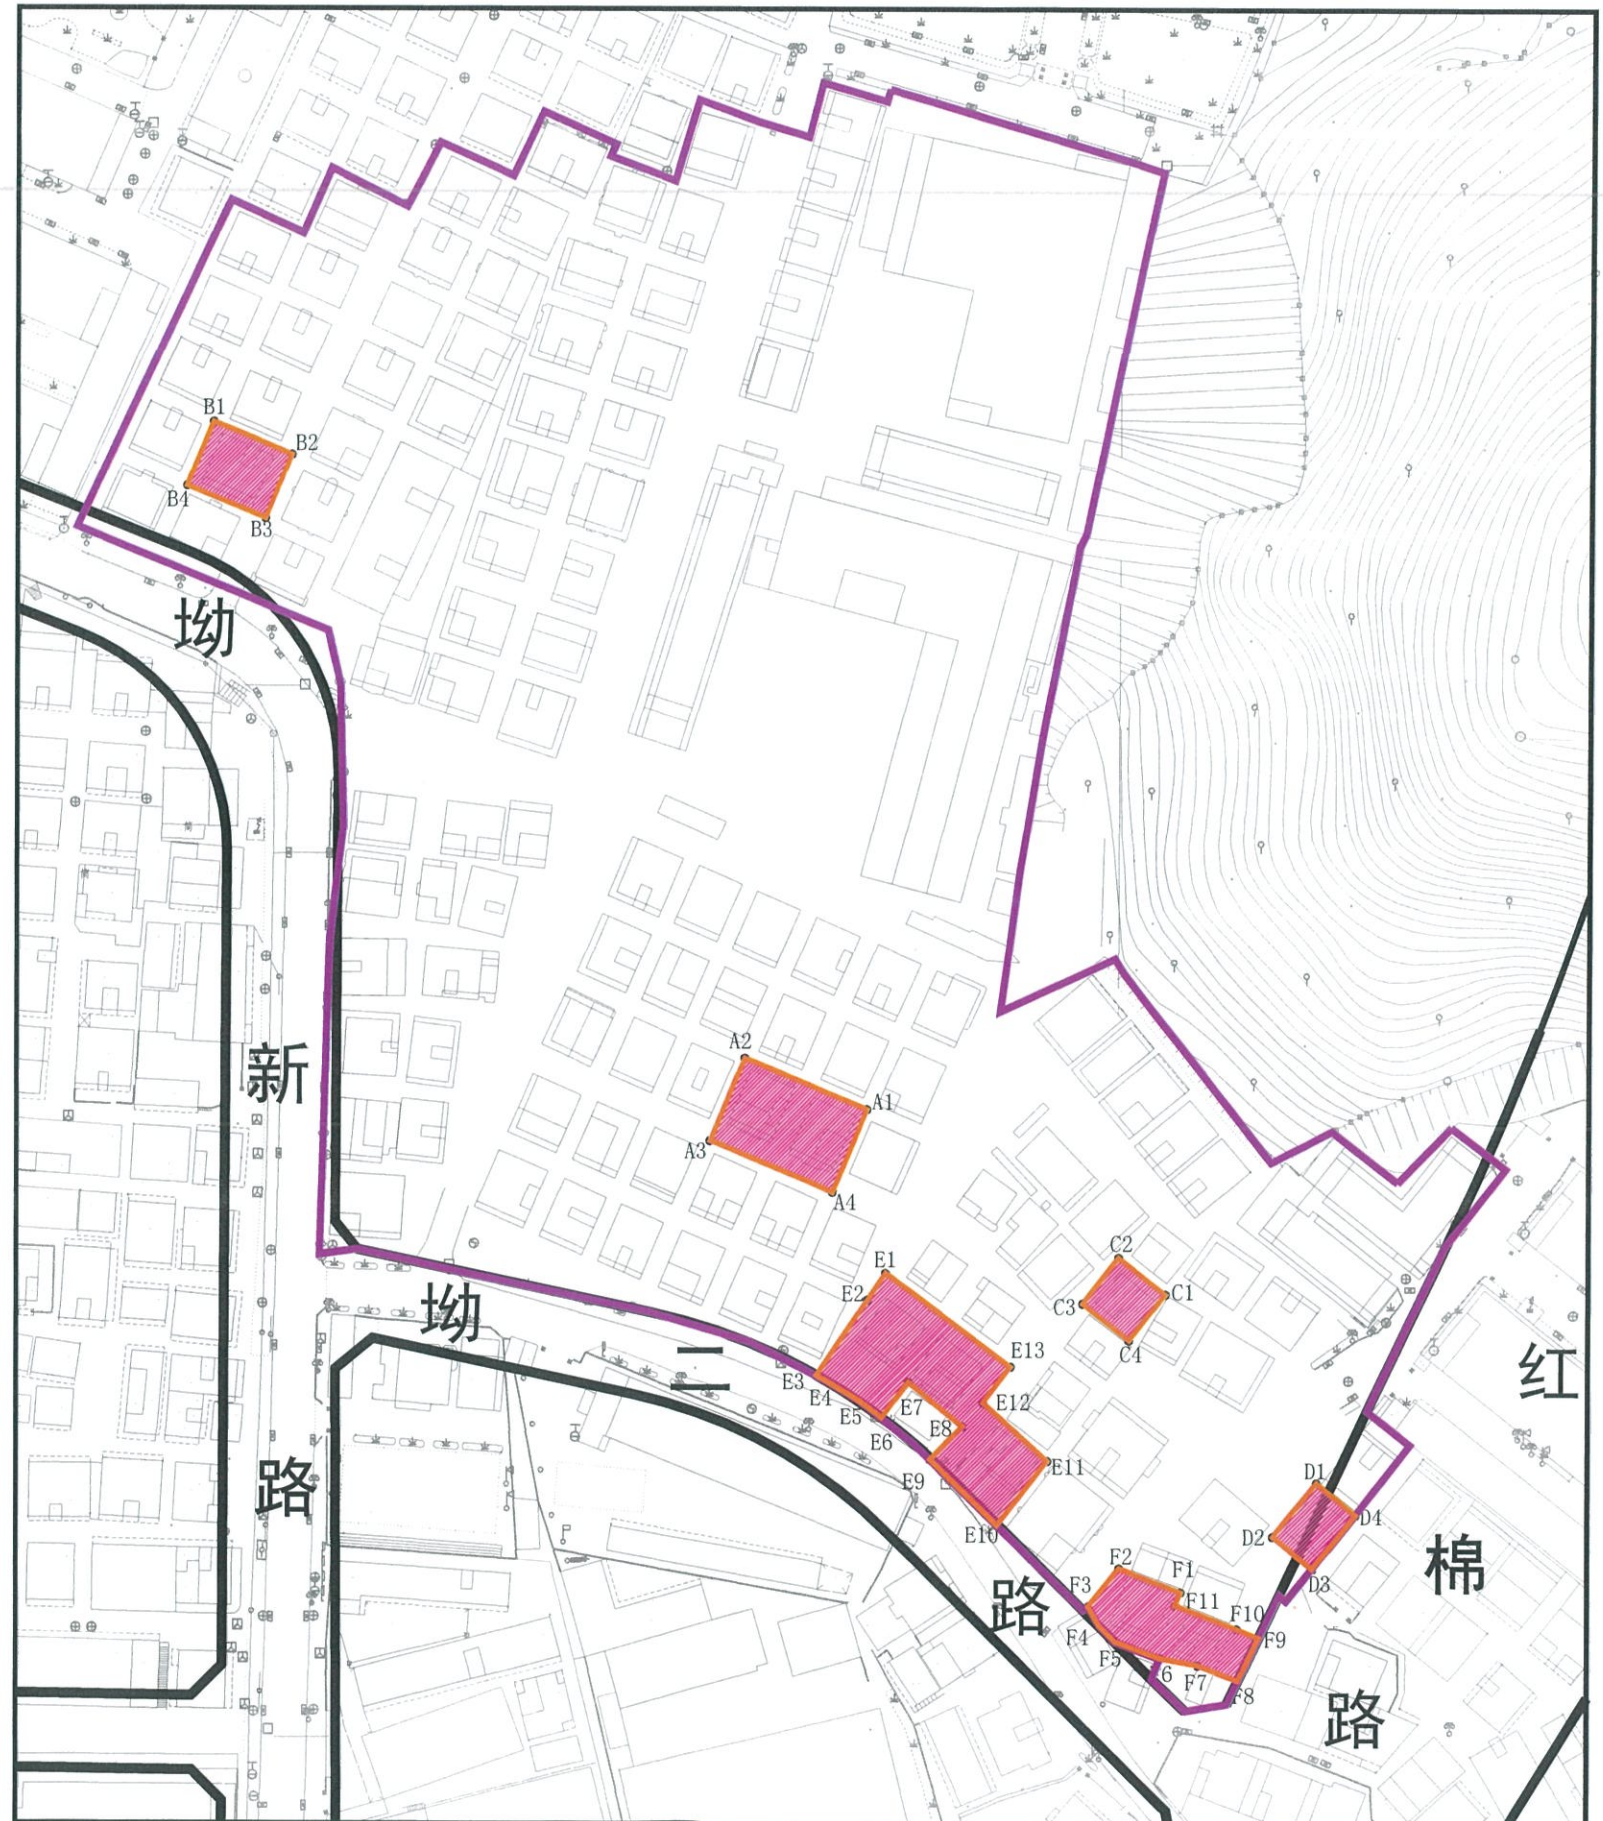 B1
B2
B4
B3
坳
新
路
A2
A1
A3
A4
坳
二
路
E1
E2
E13
E3
E4
E7
E12
E5
E8
E6
E11
E9
E10
C2
C1
C3
C4
红
棉
路
D1
D4
D2
D3
F2
F1
F3
F11
F10
F4
F9
F5
6
F7
F8